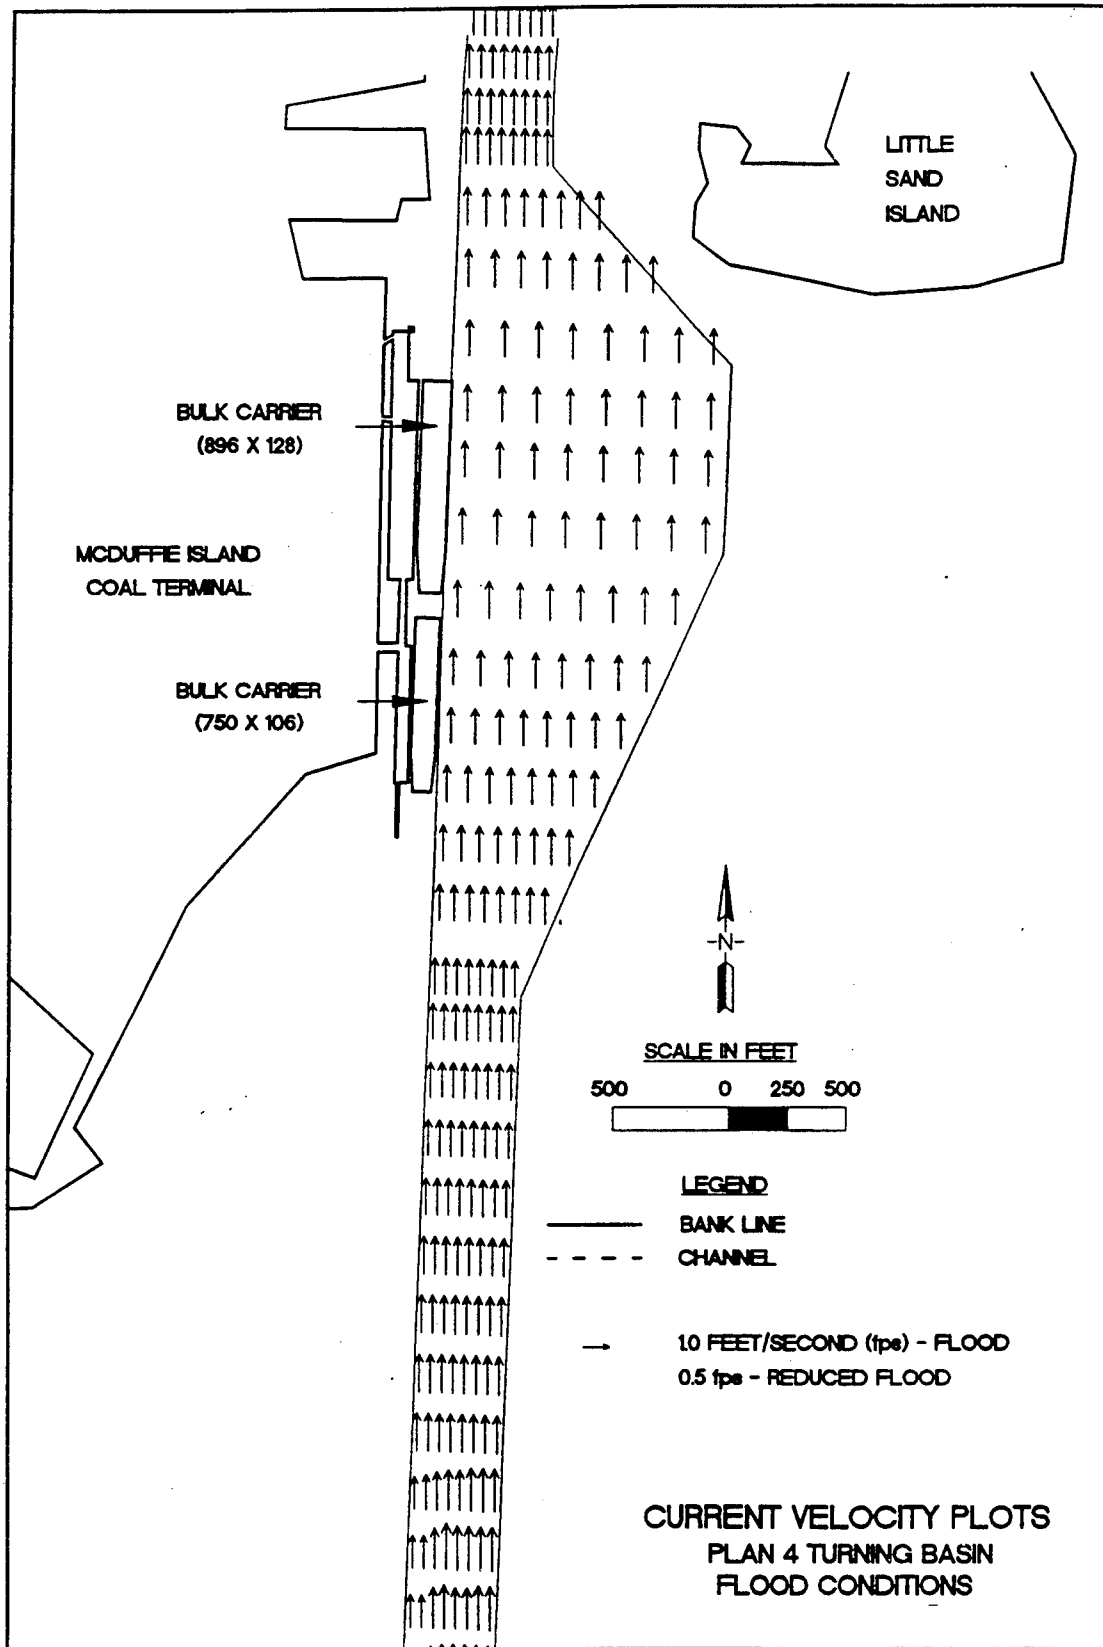 LITTLE
SAND
ISLAND
BULK CARRIER
(896 X 128)
MCDUFFIE ISLAND
COAL TERMINAL
BULK CARRIER
(750 X 106)
-N-
SCALE IN FEET
500 0 250 500
LEGEND
BANK LINE
CHANNEL
1.0 FEET/SECOND (fps) - FLOOD
0.5 fps - REDUCED FLOOD
CURRENT VELOCITY PLOTS
PLAN 4 TURNING BASIN
FLOOD CONDITIONS